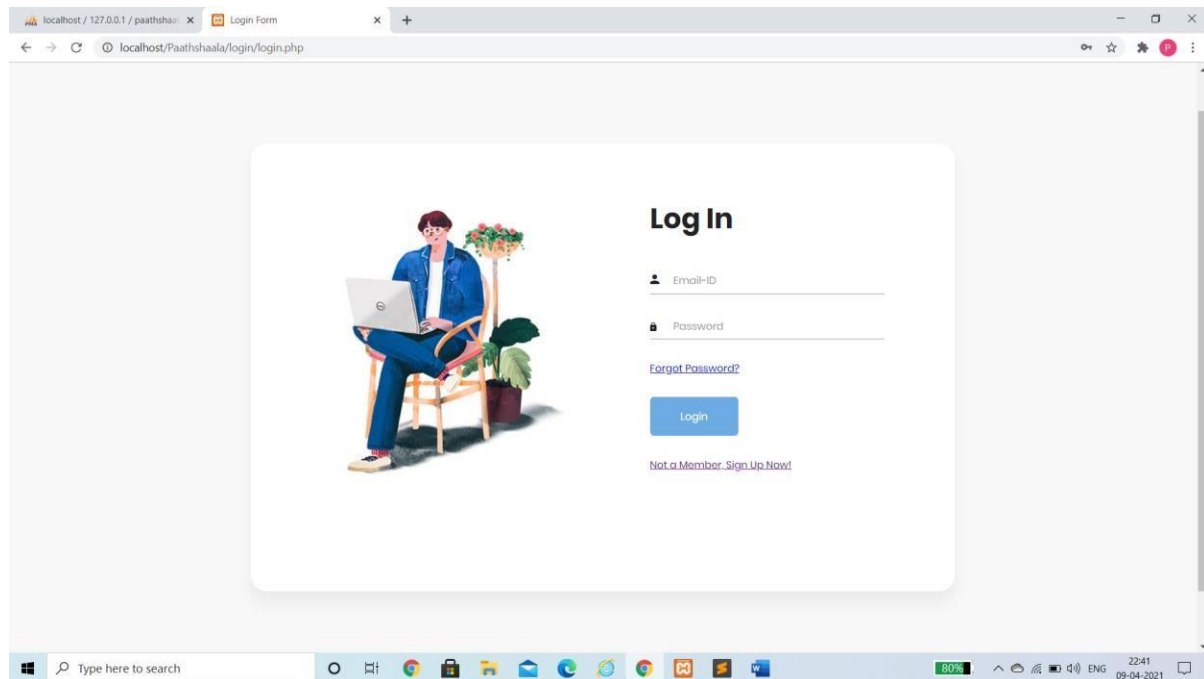 localhost / 127.0.0.1 / paathshaal
Login Form
localhost/Paathshaala/login/login.php
P
Log In
Email-ID
Password
Forgot Password?
Login
Not a Member, Sign Up Now!
Type here to search
80%
ENG
22:41
09-04-2021